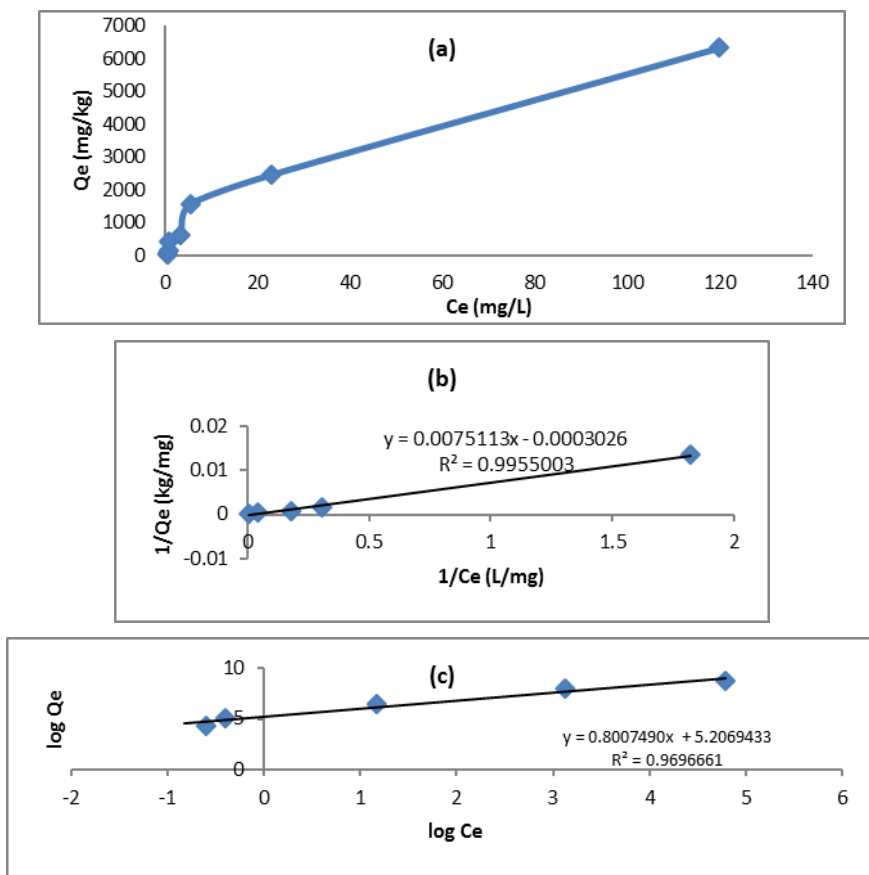 (a)
Qe (mg/kg)
7000
6000
5000
4000
3000
2000
1000
0
0 20 40 60 80 100 120 140
Ce (mg/L)
(b)
1/Qe (kg/mg)
0.02
0.01
0
-0.01
y = 0.0075113x - 0.0003026
R² = 0.9955003
0 0.5 1 1.5 2
1/Ce (L/mg)
(c)
log Qe
10
5
0
y = 0.8007490x + 5.2069433
R² = 0.9696661
-2 -1 0 1 2 3 4 5 6
log Ce